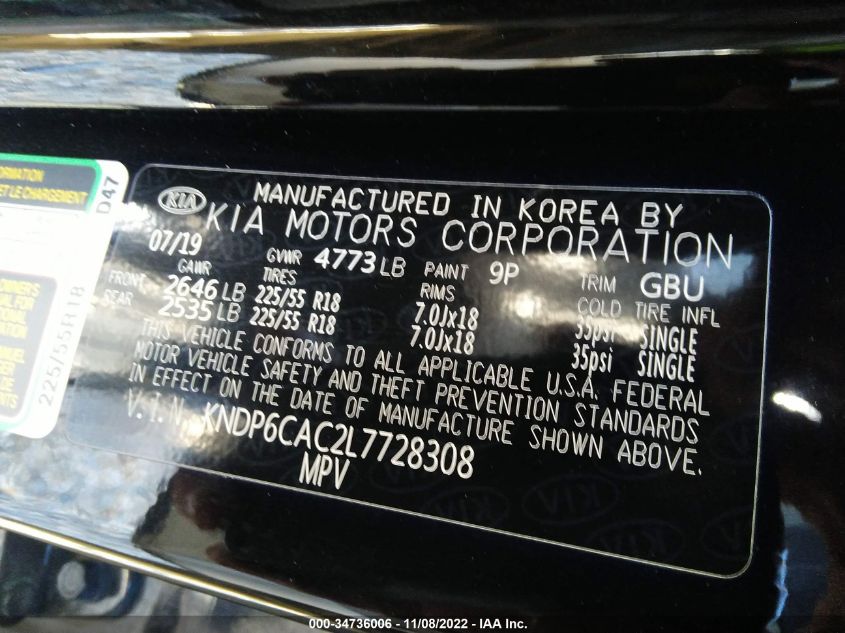 KIA
MANUFACTURED IN KOREA BY
KIA MOTORS CORPORATION
07/19 GVWR 4773 LB PAINT 9P TRIM GBU
GAWR TIRES RIMS COLD TIRE INFL
FRONT 2646 LB 225/55 R18 7.0Jx18 35psi SINGLE
REAR 2535 LB 225/55 R18 7.0Jx18 35psi SINGLE
THIS VEHICLE CONFORMS TO ALL APPLICABLE U.S.A. FEDERAL
MOTOR VEHICLE SAFETY AND THEFT PREVENTION STANDARDS
IN EFFECT ON THE DATE OF MANUFACTURE SHOWN ABOVE.
V.I.N. KNDP6CAC2L7728308
MPV
ET LE CHARGEMENT
D47
225/55R18
000-34736006 - 11/08/2022 - IAA Inc.